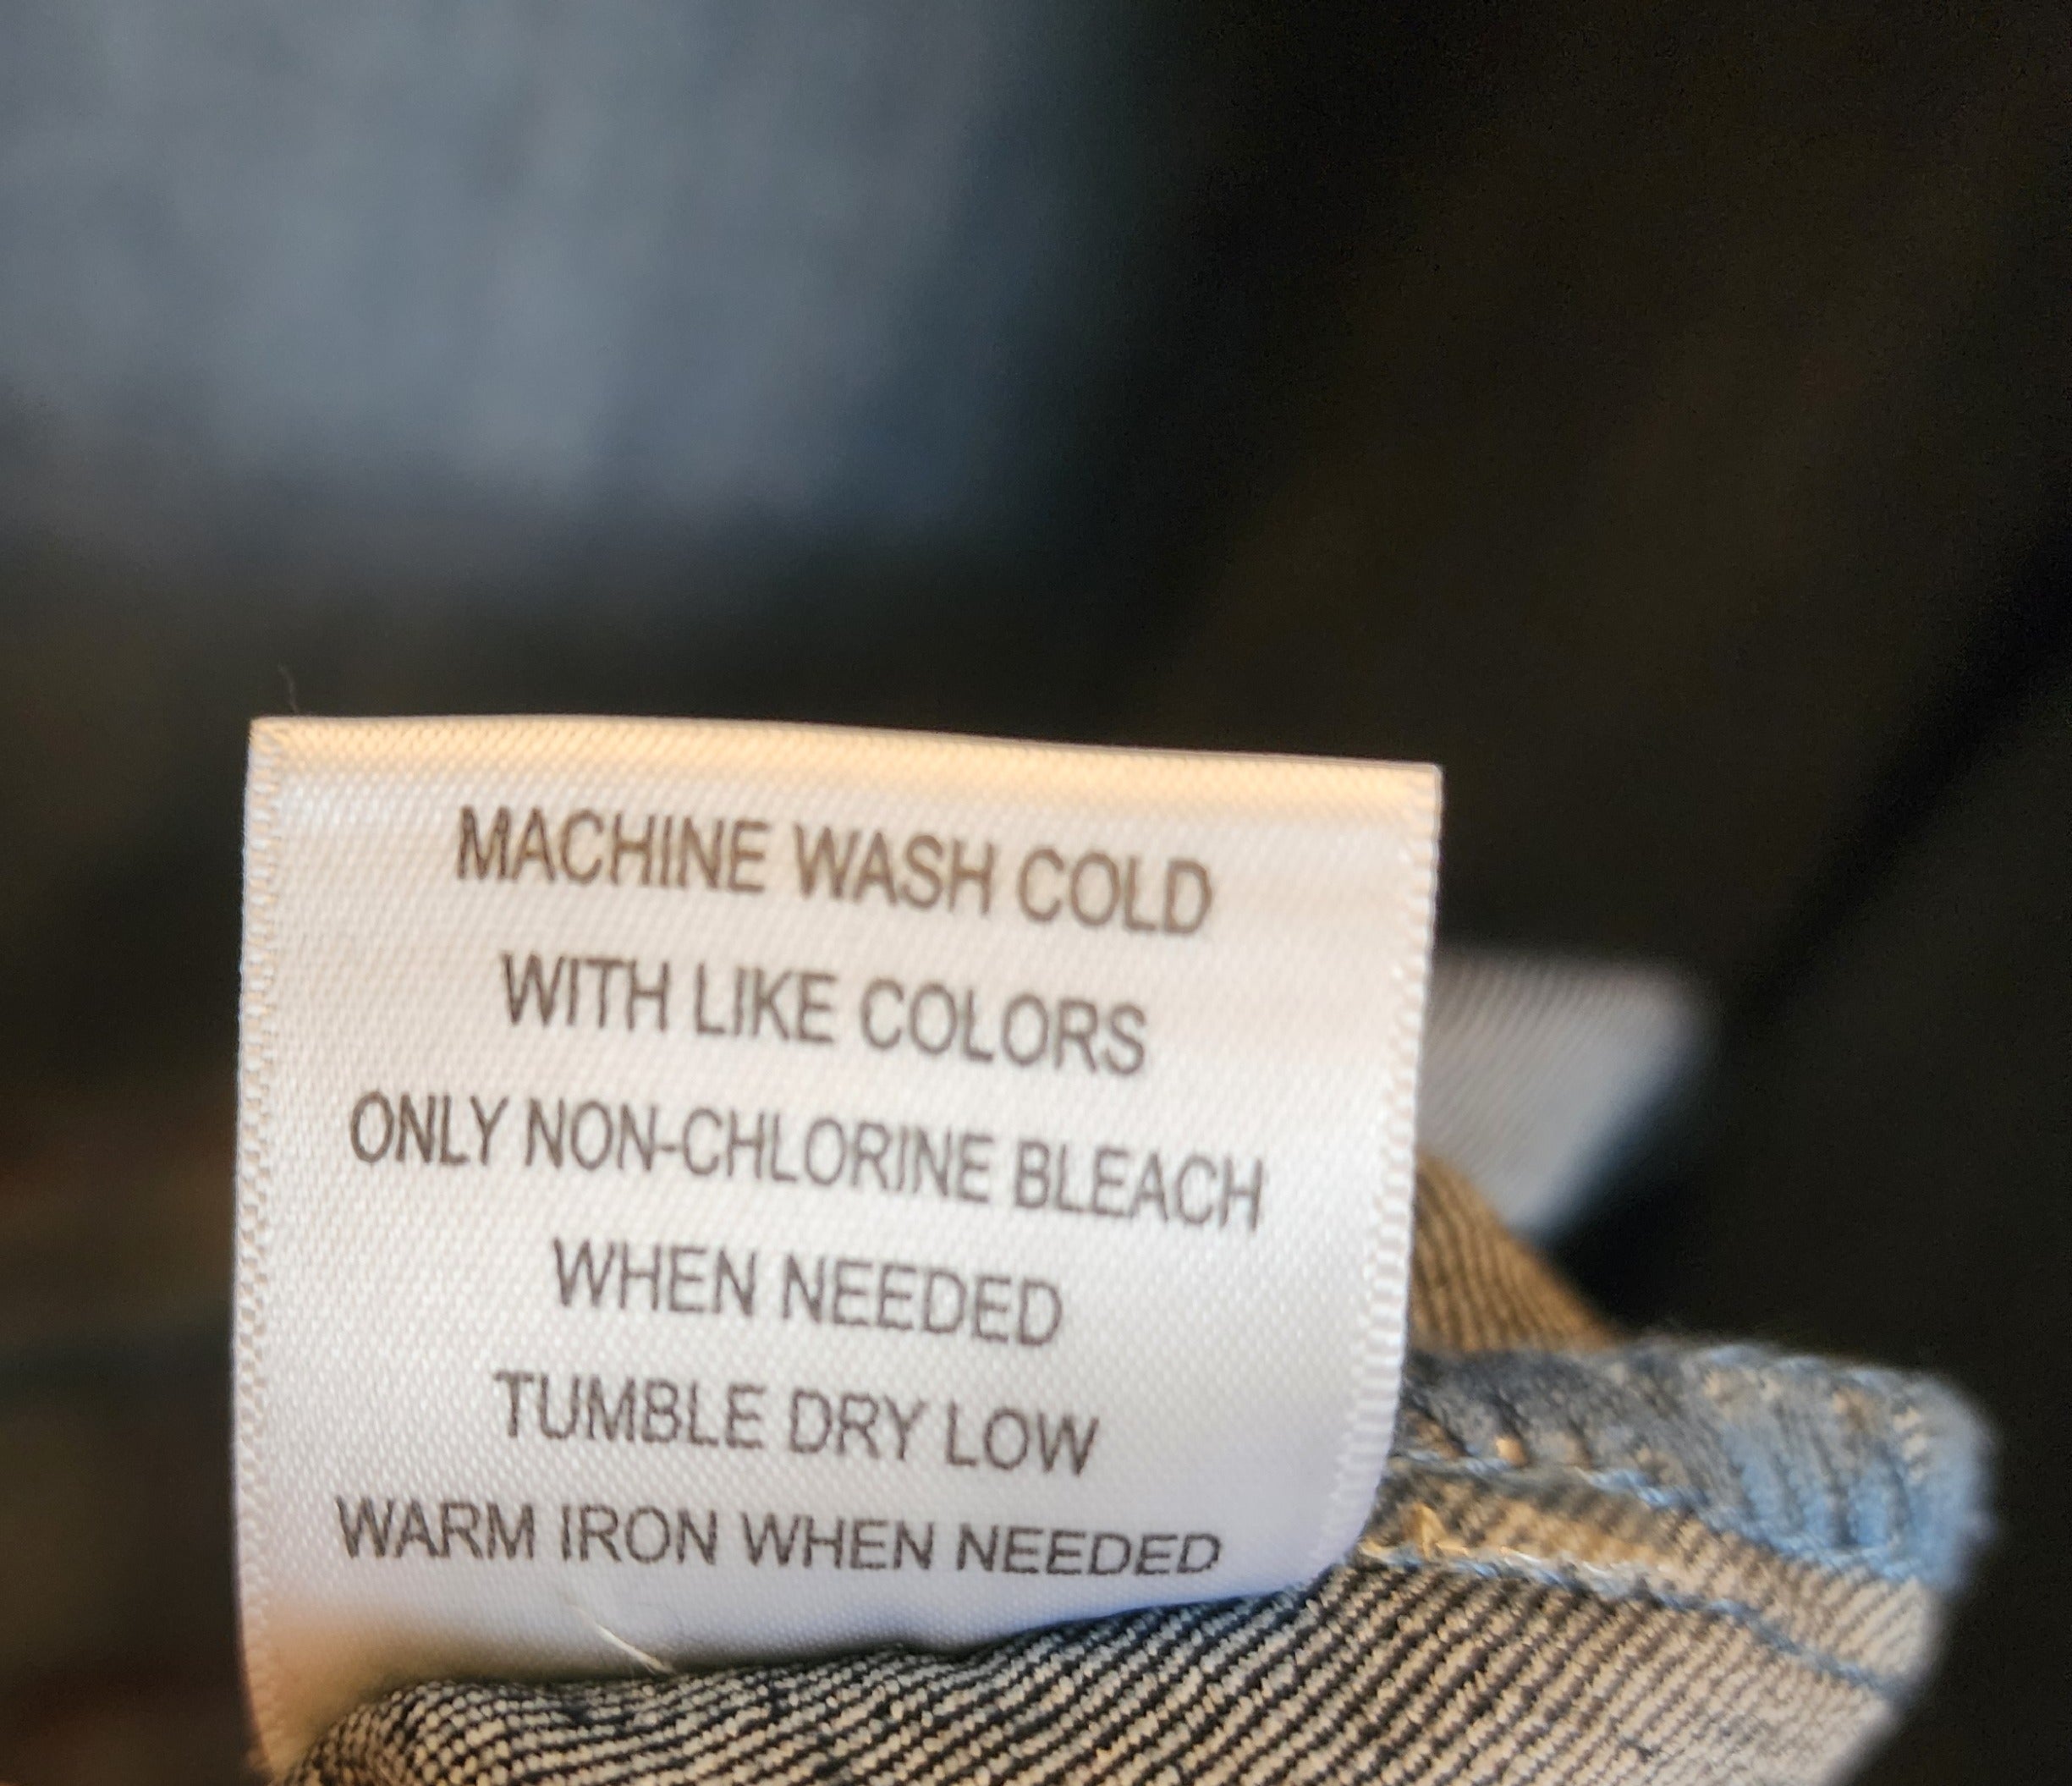 MACHINE WASH COLD
WITH LIKE COLORS
ONLY NON-CHLORINE BLEACH
WHEN NEEDED
TUMBLE DRY LOW
WARM IRON WHEN NEEDED